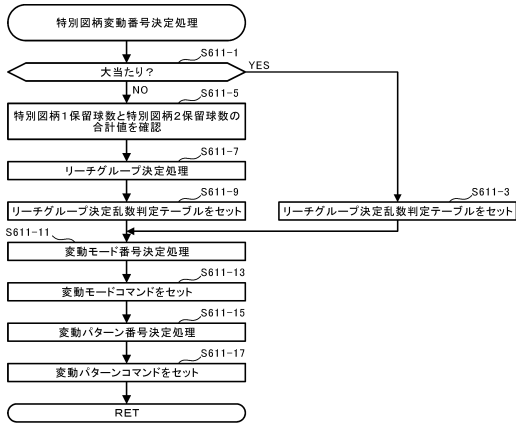 特別図柄変動番号決定処理
S611-1
大当たり？
YES
NO
S611-5
特別図柄1保留球数と特別図柄2保留球数の
合計値を確認
S611-7
リーチグループ決定処理
S611-9
リーチグループ決定乱数判定テーブルをセット
S611-3
リーチグループ決定乱数判定テーブルをセット
S611-11
変動モード番号決定処理
S611-13
変動モードコマンドをセット
S611-15
変動パターン番号決定処理
S611-17
変動パターンコマンドをセット
RET